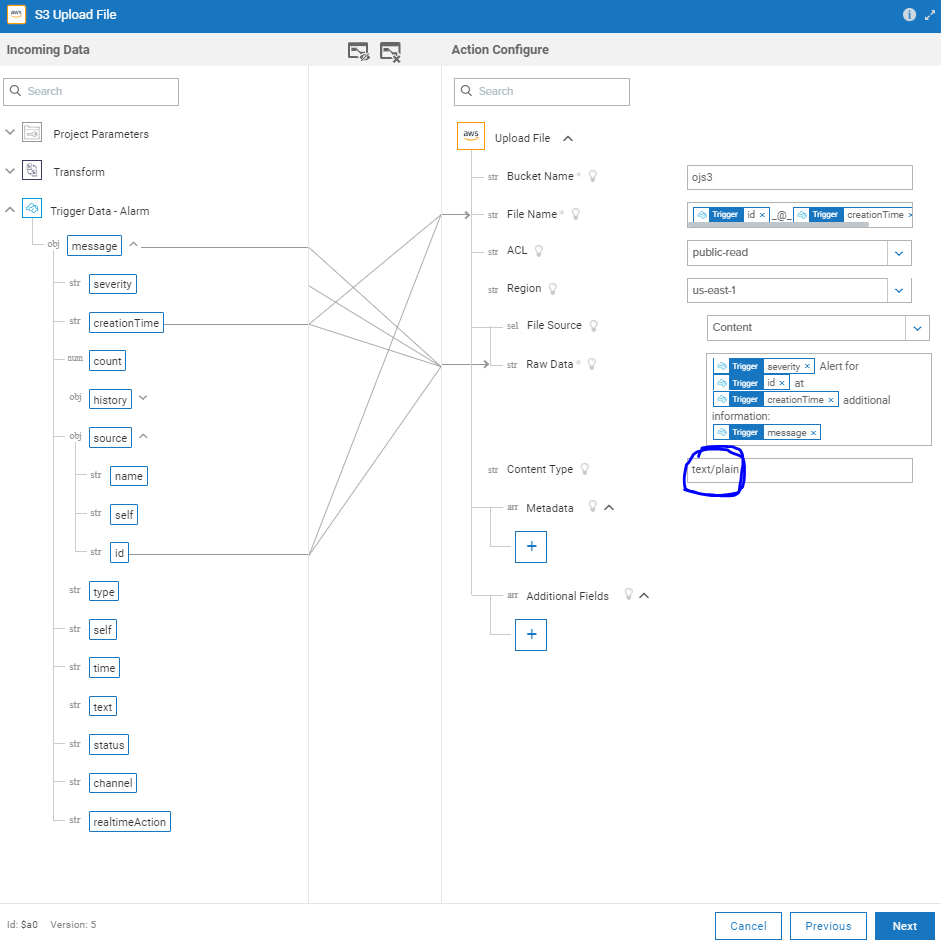 aws S3 Upload File
Incoming Data
Action Configure
Search
Search
Project Parameters
aws Upload File
Transform
str Bucket Name * ojs3
Trigger Data - Alarm
str File Name * Trigger id × _@_ Trigger creationTime ×
obj message
str ACL public-read
str severity
str Region us-east-1
str creationTime
sel File Source Content
num count
str Raw Data *
Trigger severity × Alert for
Trigger id × at
Trigger creationTime × additional
information:
Trigger message ×
obj history
obj source
str name
str Content Type text/plain
str self
arr Metadata
+
str id
str type
arr Additional Fields
+
str self
str time
str text
str status
str channel
str realtimeAction
Id: $a0 Version: 5
Cancel Previous Next